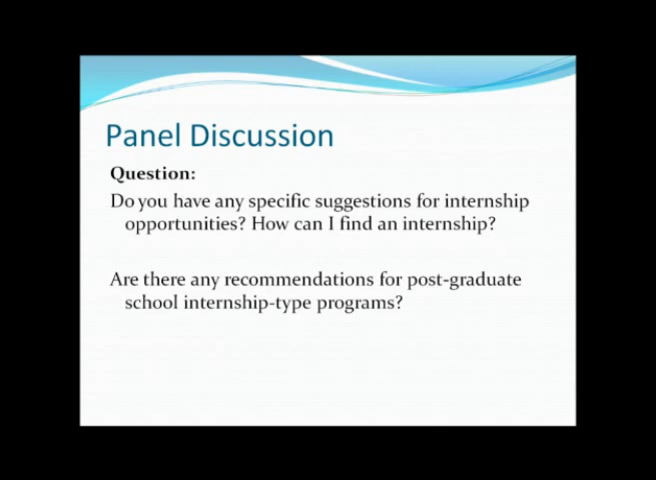 Panel Discussion
Question:
Do you have any specific suggestions for internship
opportunities? How can I find an internship?
Are there any recommendations for post-graduate
school internship-type programs?